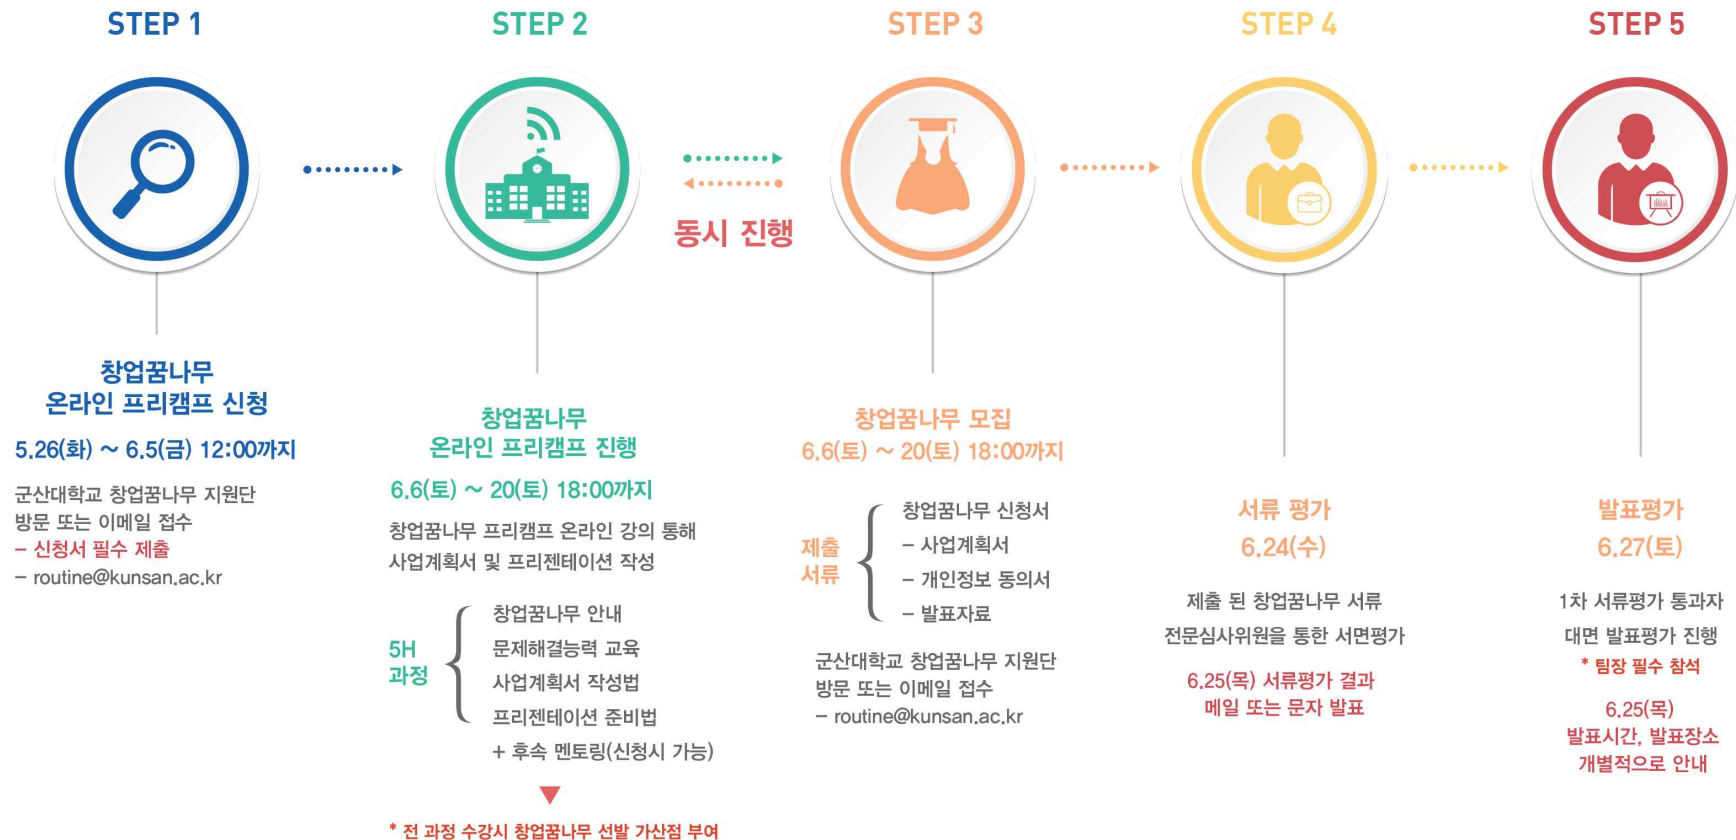 STEP 1
창업꿈나무
온라인 프리캠프 신청
5.26(화) ~ 6.5(금) 12:00까지
군산대학교 창업꿈나무 지원단
방문 또는 이메일 접수
- 신청서 필수 제출
- routine@kunsan.ac.kr
STEP 2
창업꿈나무
온라인 프리캠프 진행
6.6(토) ~ 20(토) 18:00까지
창업꿈나무 프리캠프 온라인 강의 통해
사업계획서 및 프리젠테이션 작성
5H
과정
창업꿈나무 안내
문제해결능력 교육
사업계획서 작성법
프리젠테이션 준비법
+ 후속 멘토링(신청시 가능)
* 전 과정 수강시 창업꿈나무 선발 가산점 부여
동시 진행
STEP 3
창업꿈나무 모집
6.6(토) ~ 20(토) 18:00까지
제출
서류
창업꿈나무 신청서
- 사업계획서
- 개인정보 동의서
- 발표자료
군산대학교 창업꿈나무 지원단
방문 또는 이메일 접수
- routine@kunsan.ac.kr
STEP 4
서류 평가
6.24(수)
제출 된 창업꿈나무 서류
전문심사위원을 통한 서면평가
6.25(목) 서류평가 결과
메일 또는 문자 발표
STEP 5
발표평가
6.27(토)
1차 서류평가 통과자
대면 발표평가 진행
* 팀장 필수 참석
6.25(목)
발표시간, 발표장소
개별적으로 안내